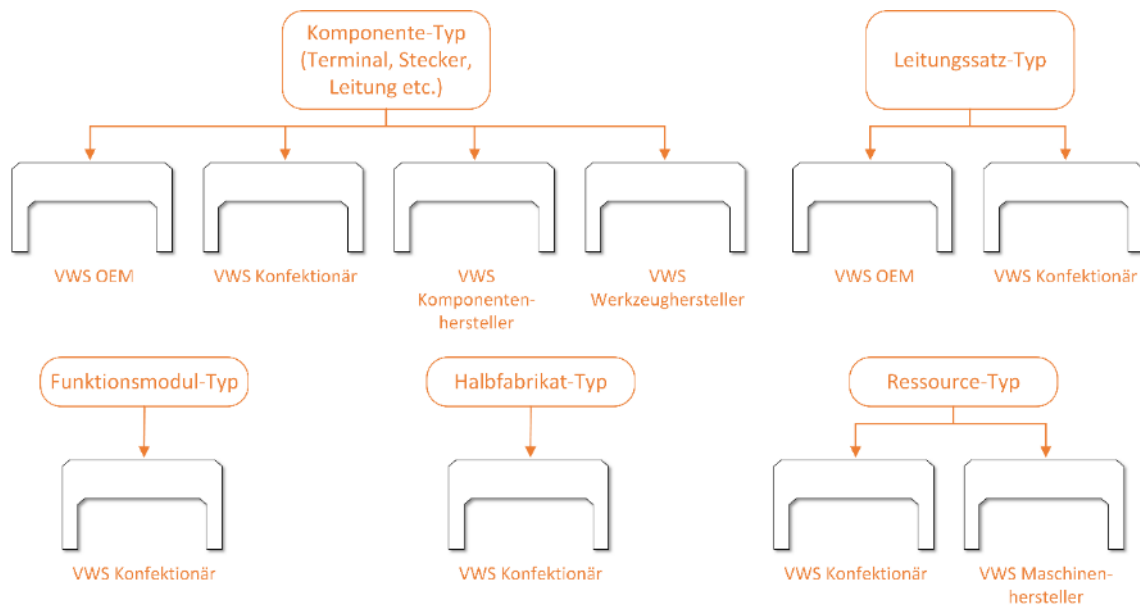 Komponente-Typ
(Terminal, Stecker,
Leitung etc.)
Leitungssatz-Typ
VWS OEM
VWS Konfektionär
VWS
Komponenten-
hersteller
VWS
Werkzeughersteller
VWS OEM
VWS Konfektionär
Funktionsmodul-Typ
Halbfabrikat-Typ
Ressource-Typ
VWS Konfektionär
VWS Konfektionär
VWS Konfektionär
VWS Maschinen-
hersteller